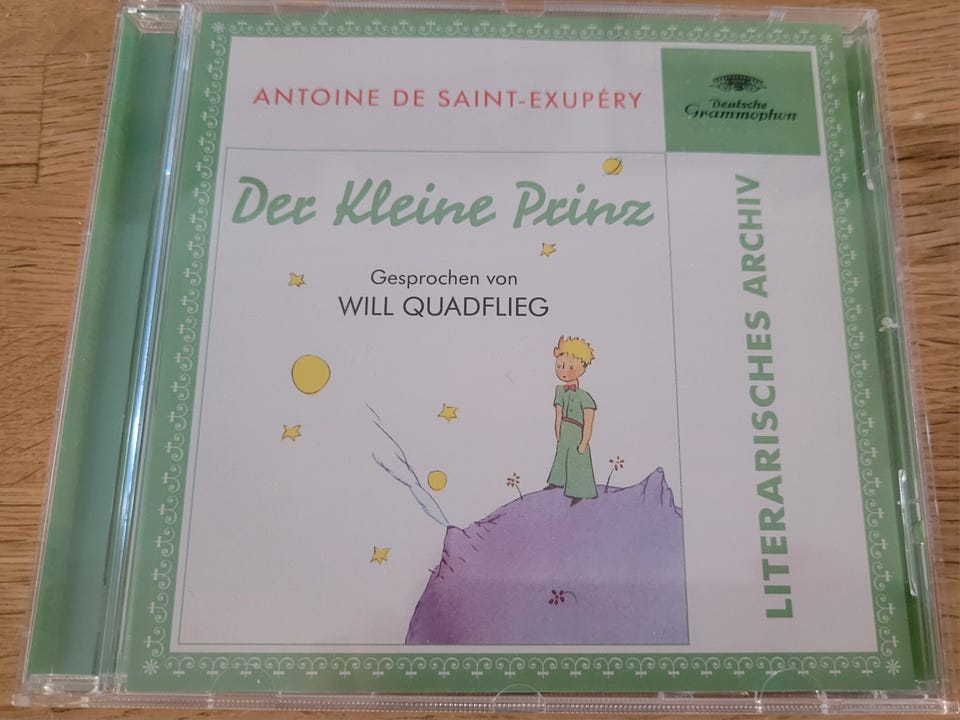 ANTOINE DE SAINT-EXUPÉRY
Deutsche
Grammophon
Der Kleine Prinz
Gesprochen von
WILL QUADFLIEG
LITERARISCHES ARCHIV